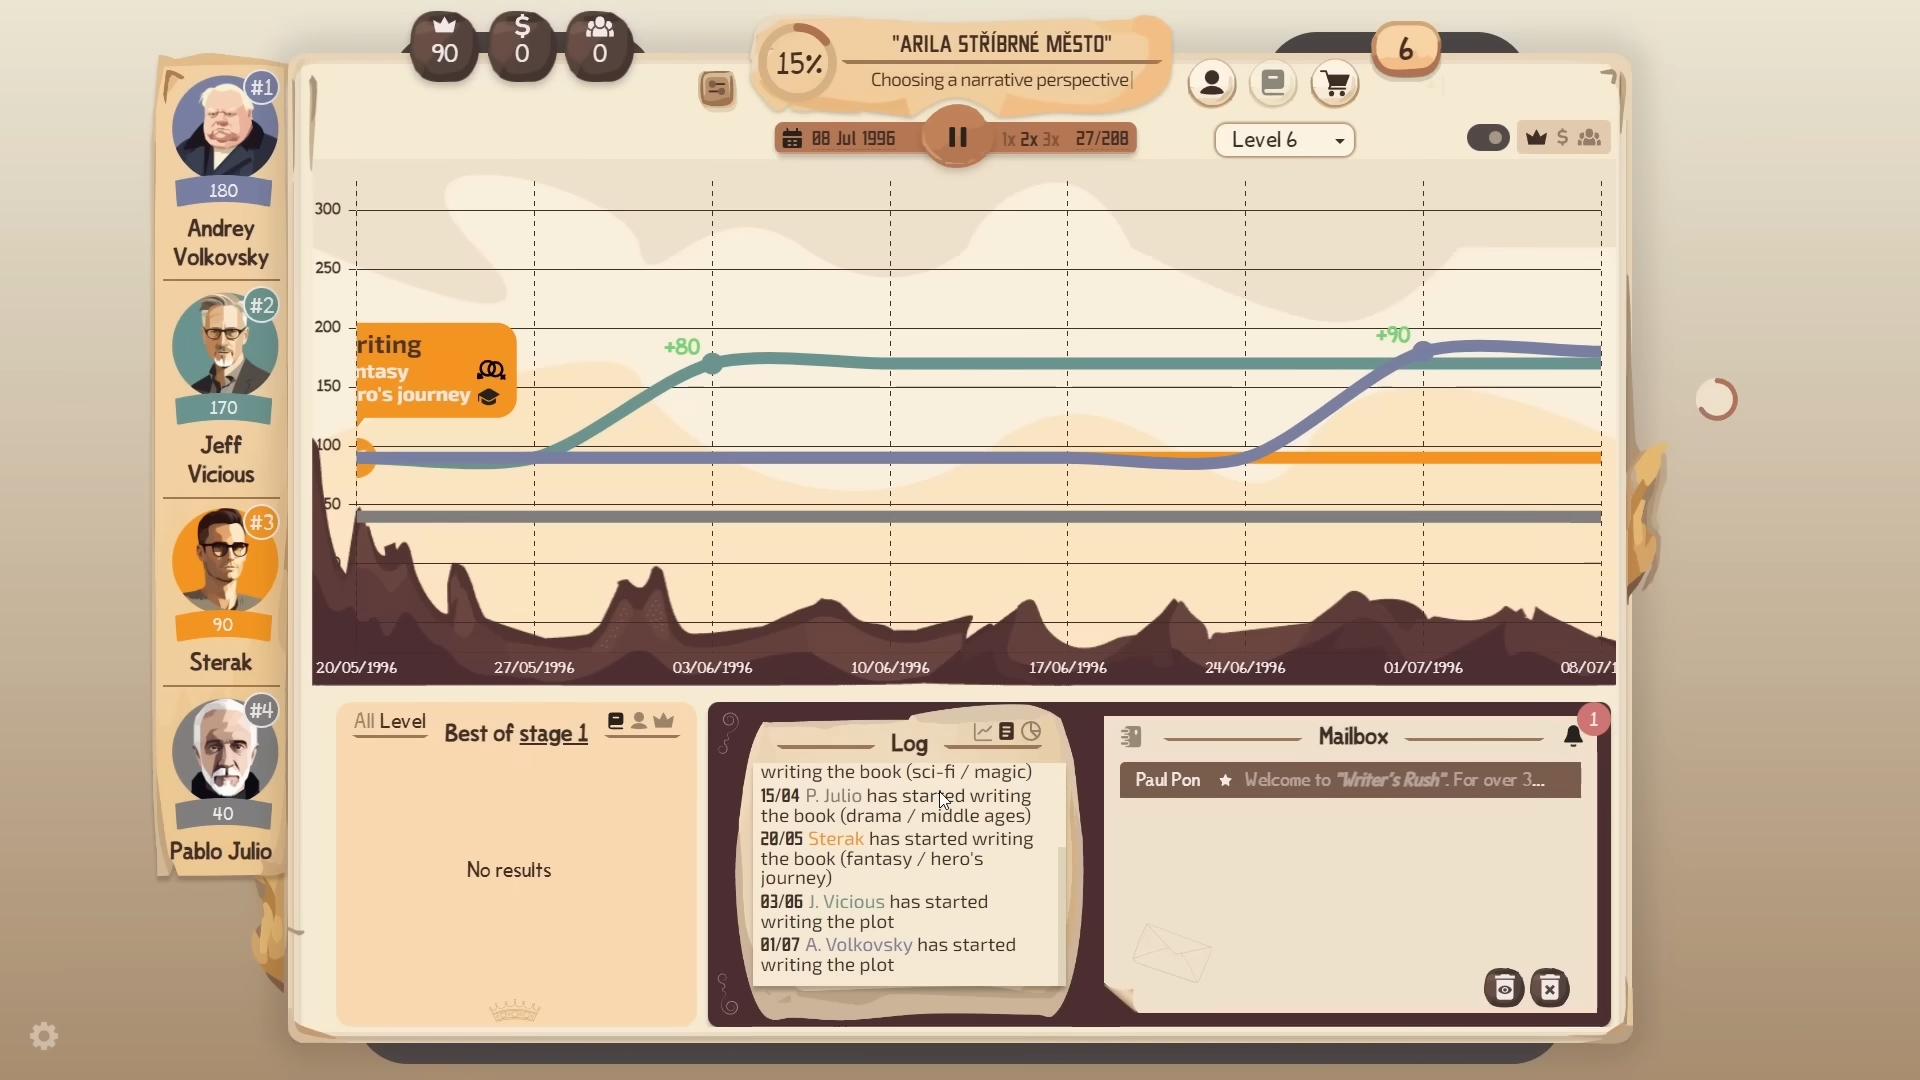 90
0
0
15%
"ARILA STŘÍBRNÉ MĚSTO"
Choosing a narrative perspective
6
08 Jul 1996
1x 2x 3x
27/208
Level 6
$
#1
180
Andrey
Volkovsky
#2
170
Jeff
Vicious
#3
90
Sterak
#4
40
Pablo Julio
300
250
200
150
100
50
riting
ntasy
ro's journey
+80
+90
20/05/1996
27/05/1996
03/06/1996
10/06/1996
17/06/1996
24/06/1996
01/07/1996
08/07/1
All Level
Best of stage 1
No results
Log
writing the book (sci-fi / magic)
15/04 P. Julio has started writing
the book (drama / middle ages)
20/05 Sterak has started writing
the book (fantasy / hero's
journey)
03/06 J. Vicious has started
writing the plot
01/07 A. Volkovsky has started
writing the plot
Mailbox
1
Paul Pon ★ Welcome to "Writer's Rush". For over 3...